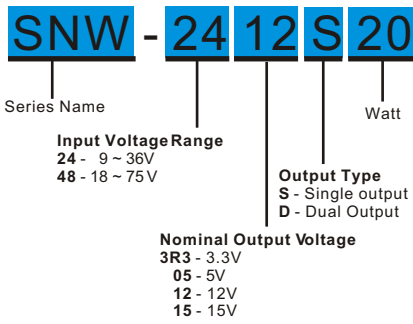 SNW - 24 12 S 20
Series Name
Watt
Input Voltage Range
24 - 9 ~ 36V
48 - 18 ~ 75 V
Output Type
S - Single output
D - Dual Output
Nominal Output Voltage
3R3 - 3.3V
05 - 5V
12 - 12V
15 - 15V